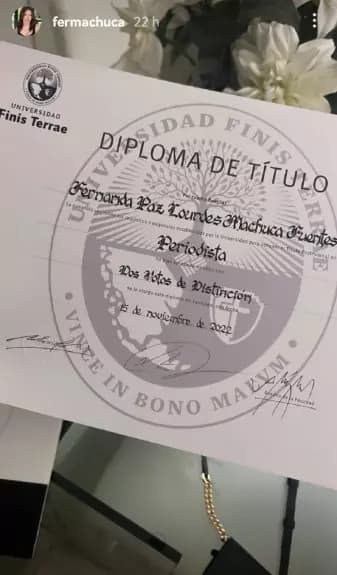 fermachuca 22 h
UNIVERSIDAD
Finis Terrae
UNIVERSIDAD FINIS TERRAE
DIPLOMA DE TÍTULO
Fernanda Paz Lourdes Machuca Fuentes
Periodista
Dos Votos de Distinción
15 de noviembre de 2022
VINCE IN BONO MALVM